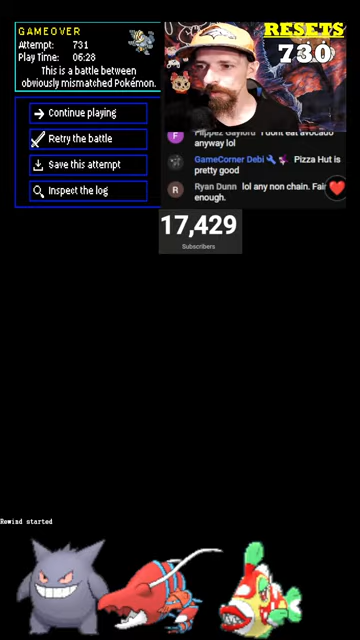 GAMEOVER
Attempt: 731
Play Time: 06:28
This is a battle between
obviously mismatched Pokémon.
Continue playing
Retry the battle
Save this attempt
Inspect the log
RESETS
730
I dont eat avocado
anyway lol
GameCorner Debi Pizza Hut is
pretty good
R Ryan Dunn lol any non chain. Fair
enough.
17,429
Subscribers
Rewind started